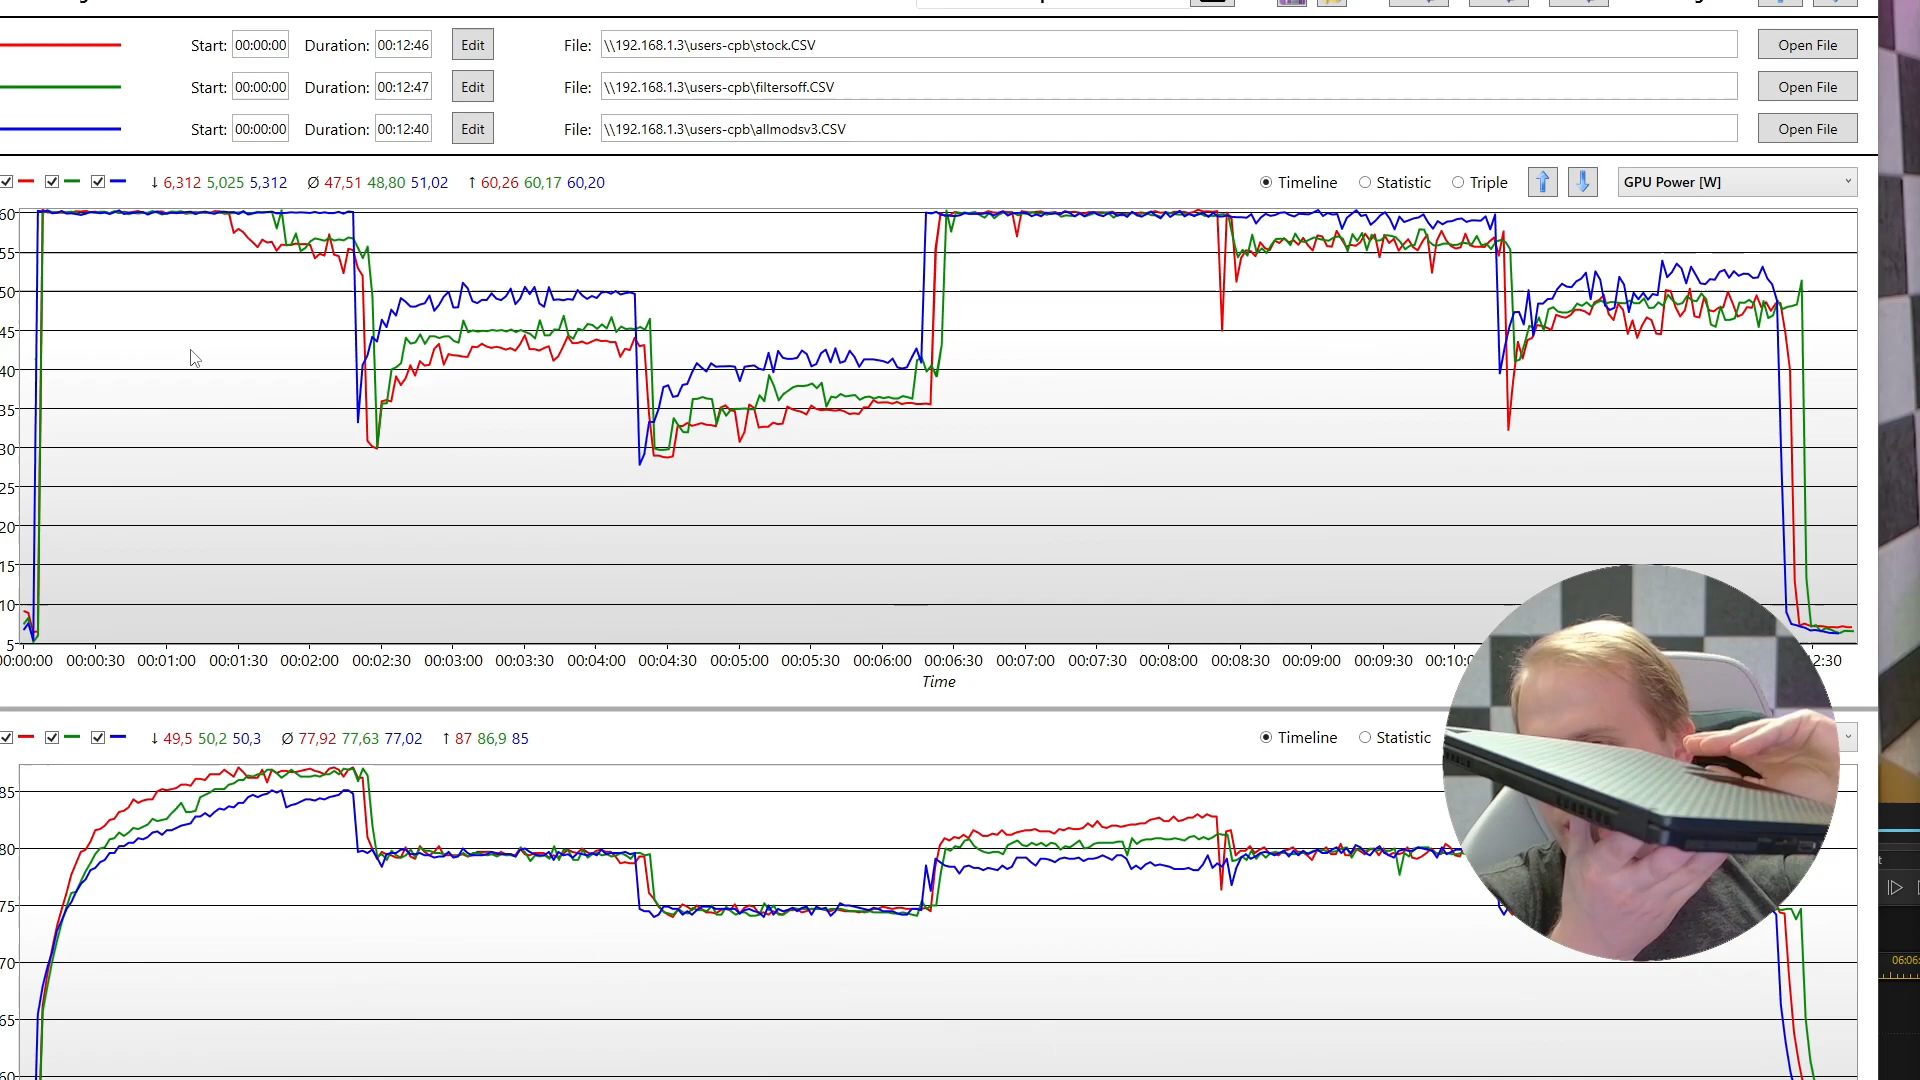 Start: 00:00:00 Duration: 00:12:46 Edit File: \\192.168.1.3\users-cpb\stock.CSV Open File
Start: 00:00:00 Duration: 00:12:47 Edit File: \\192.168.1.3\users-cpb\filtersoff.CSV Open File
Start: 00:00:00 Duration: 00:12:40 Edit File: \\192.168.1.3\users-cpb\allmodsv3.CSV Open File
↓ 6,312 5,025 5,312 Ø 47,51 48,80 51,02 ↑ 60,26 60,17 60,20 Timeline Statistic Triple GPU Power [W]
60
55
50
45
40
35
30
25
20
15
10
5
00:00:00 00:00:30 00:01:00 00:01:30 00:02:00 00:02:30 00:03:00 00:03:30 00:04:00 00:04:30 00:05:00 00:05:30 00:06:00 00:06:30 00:07:00 00:07:30 00:08:00 00:08:30 00:09:00 00:09:30 00:10:0 2:30
Time
↓ 49,5 50,2 50,3 Ø 77,92 77,63 77,02 ↑ 87 86,9 85 Timeline Statistic
85
80
75
70
65
60
06:06: